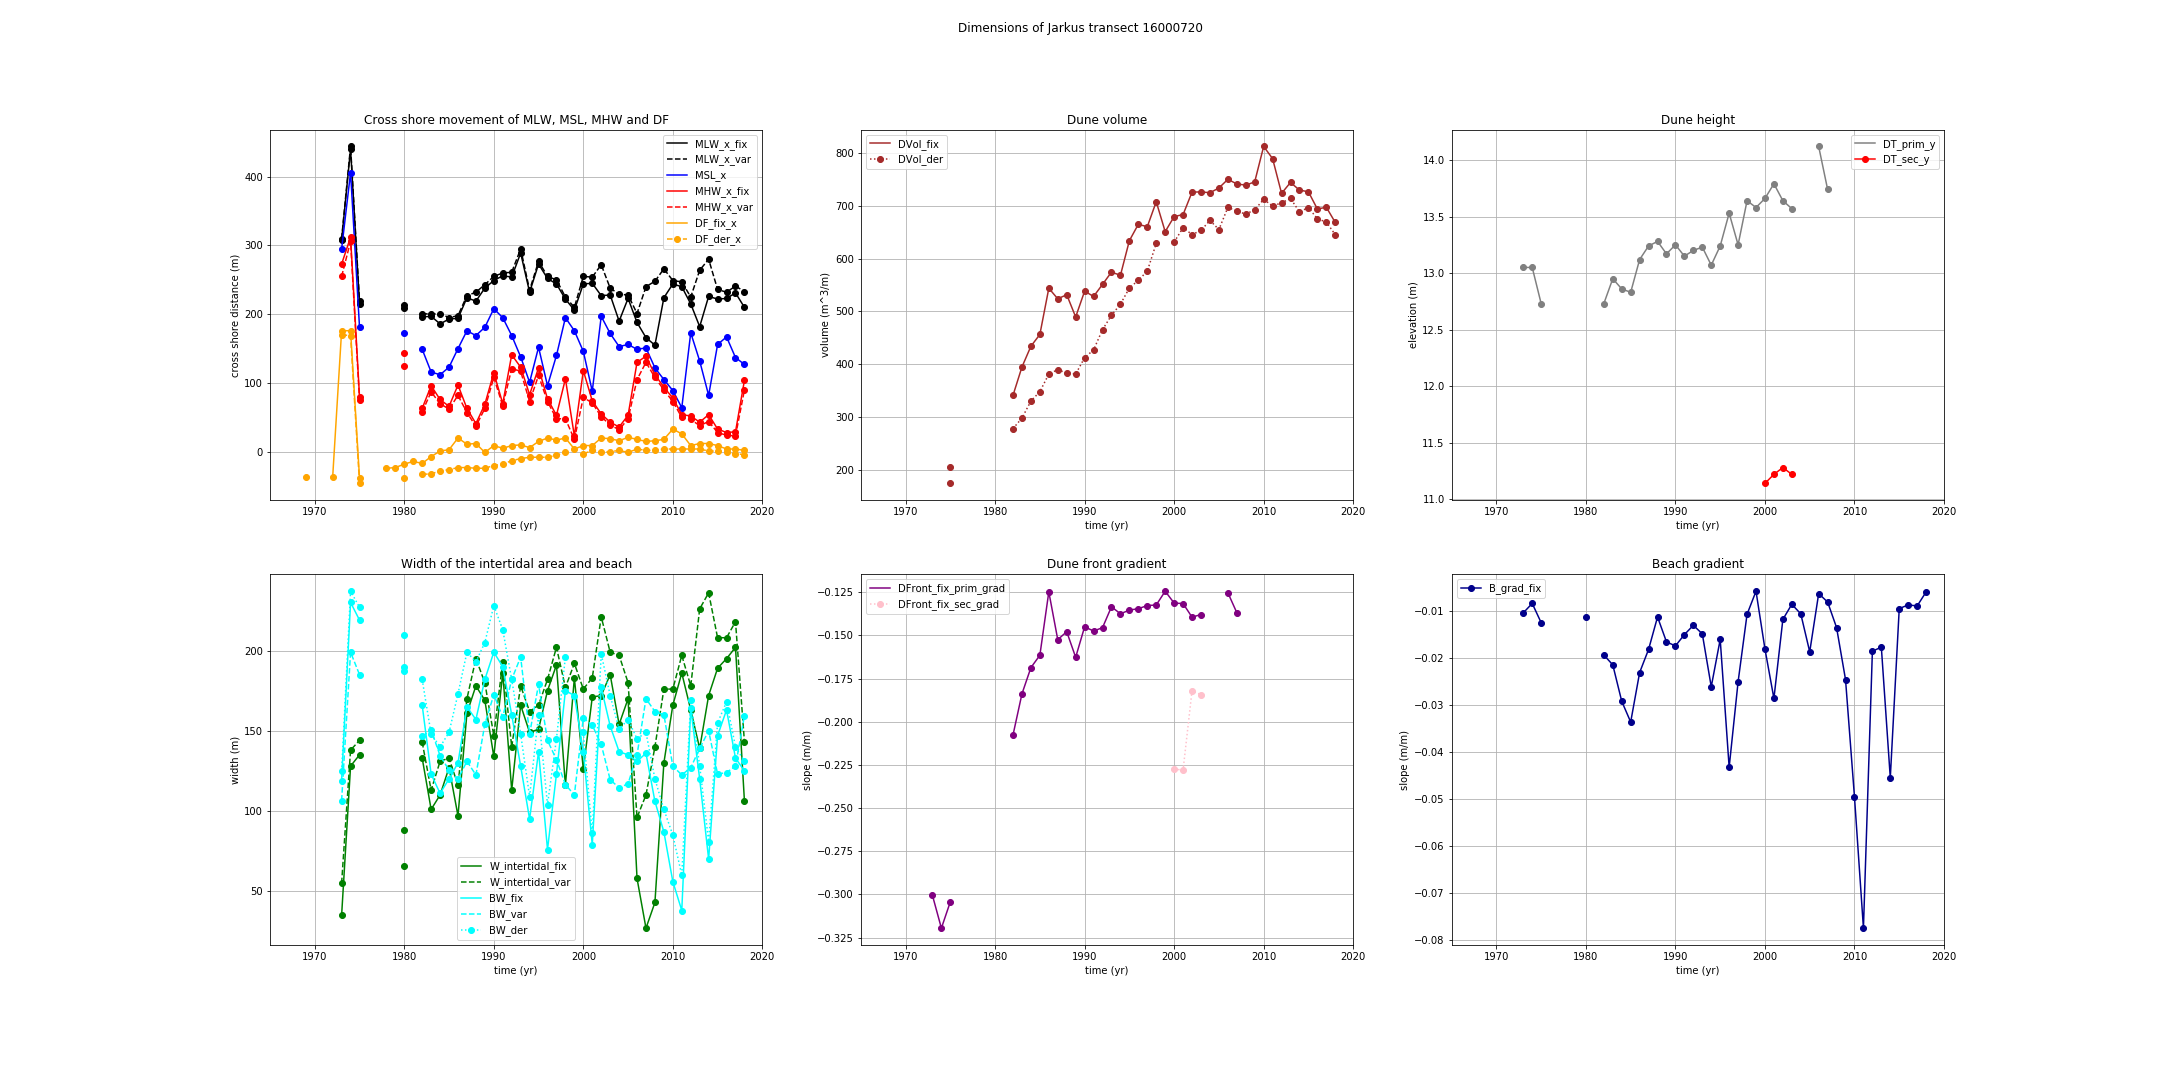 Dimensions of Jarkus transect 16000720
Cross shore movement of MLW, MSL, MHW and DF
cross shore distance (m)
400
300
200
100
0
MLW_x_fix
MLW_x_var
MSL_x
MHW_x_fix
MHW_x_var
DF_fix_x
DF_der_x
1970 1980 1990 2000 2010 2020
time (yr)
Dune volume
volume (m^3/m)
800
700
600
500
400
300
200
DVol_fix
DVol_der
1970 1980 1990 2000 2010 2020
time (yr)
Dune height
elevation (m)
14.0
13.5
13.0
12.5
12.0
11.5
11.0
DT_prim_y
DT_sec_y
1970 1980 1990 2000 2010 2020
time (yr)
Width of the intertidal area and beach
width (m)
200
150
100
50
W_intertidal_fix
W_intertidal_var
BW_fix
BW_var
BW_der
1970 1980 1990 2000 2010 2020
time (yr)
Dune front gradient
slope (m/m)
−0.125
−0.150
−0.175
−0.200
−0.225
−0.250
−0.275
−0.300
−0.325
DFront_fix_prim_grad
DFront_fix_sec_grad
1970 1980 1990 2000 2010 2020
time (yr)
Beach gradient
slope (m/m)
−0.01
−0.02
−0.03
−0.04
−0.05
−0.06
−0.07
−0.08
B_grad_fix
1970 1980 1990 2000 2010 2020
time (yr)